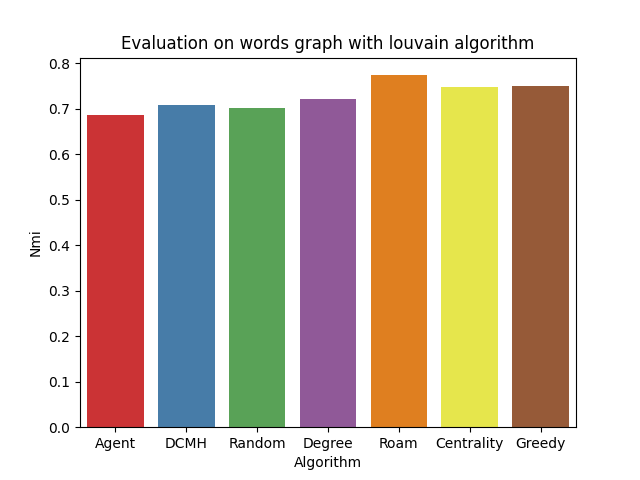 Evaluation on words graph with louvain algorithm
0.8
0.7
0.6
0.5
0.4
0.3
0.2
0.1
0.0
Nmi
Agent DCMH Random Degree Roam Centrality Greedy
Algorithm